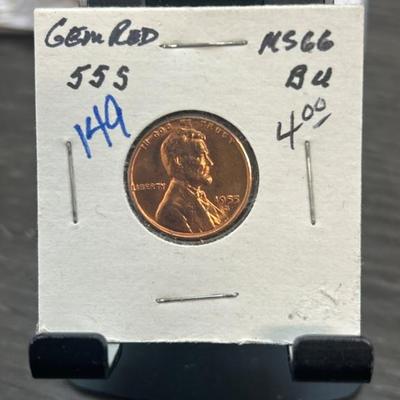 GEM RED MS66
55S BU
149 4.00
IN GOD WE TRUST
LIBERTY
1955
S